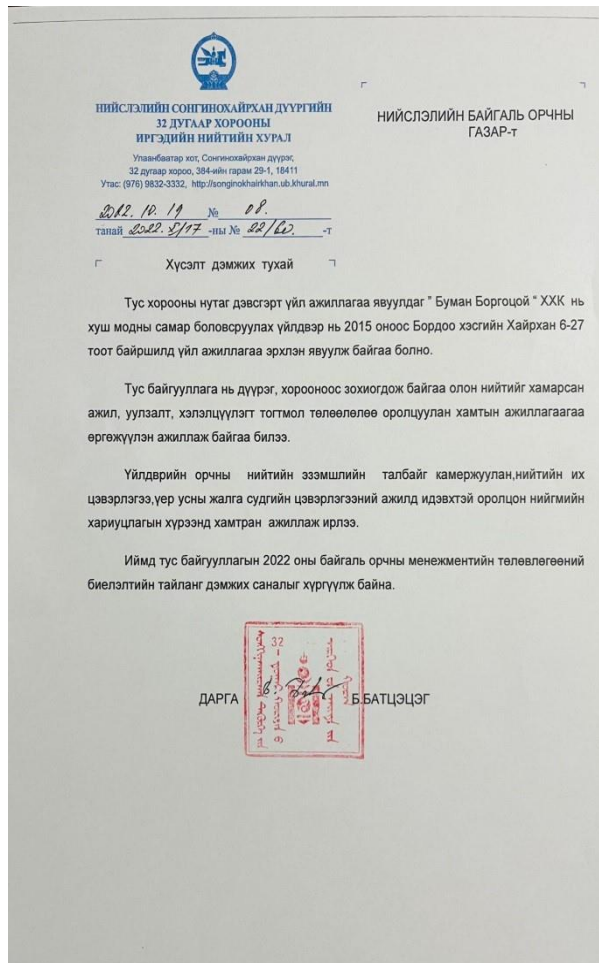 НИЙСЛЭЛИЙН СОНГИНОХАЙРХАН ДҮҮРГИЙН
32 ДУГААР ХОРООНЫ
ИРГЭДИЙН НИЙТИЙН ХУРАЛ
Улаанбаатар хот, Сонгинохайрхан дүүрэг,
32 дугаар хороо, 384-ийн гарам 29-1, 18411
Утас: (976) 9832-3332, http://songinokhairkhan.ub.khural.mn
10. 19 № 08.
танай 2022. X/17 -ны № 22/60. -т
НИЙСЛЭЛИЙН БАЙГАЛЬ ОРЧНЫ
ГАЗАР-т
Хүсэлт дэмжих тухай
Тус хорооны нутаг дэвсгэрт үйл ажиллагаа явуулдаг " Буман Боргоцой " ХХК нь
хуш модны самар боловсруулах үйлдвэр нь 2015 оноос Бордоо хэсгийн Хайрхан 6-27
тоот байршилд үйл ажиллагаа эрхлэн явуулж байгаа болно.
Тус байгууллага нь дүүрэг, хорооноос зохиогдож байгаа олон нийтийг хамарсан
ажил, уулзалт, хэлэлцүүлэгт тогтмол төлөөлөлөө оролцуулан хамтын ажиллагаагаа
өргөжүүлэн ажиллаж байгаа билээ.
Үйлдврийн орчны нийтийн эзэмшлийн талбайг камержуулан,нийтийн их
цэвэрлэгээ,үер усны жалга судгийн цэвэрлэгээний ажилд идэвхтэй оролцон нийгмийн
хариуцлагын хүрээнд хамтран ажиллаж ирлээ.
Иймд тус байгууллагын 2022 оны байгаль орчны менежментийн төлөвлөгөөний
биелэлтийн тайланг дэмжих саналыг хүргүүлж байна.
32
ДАРГА Б.БАТЦЭЦЭГ